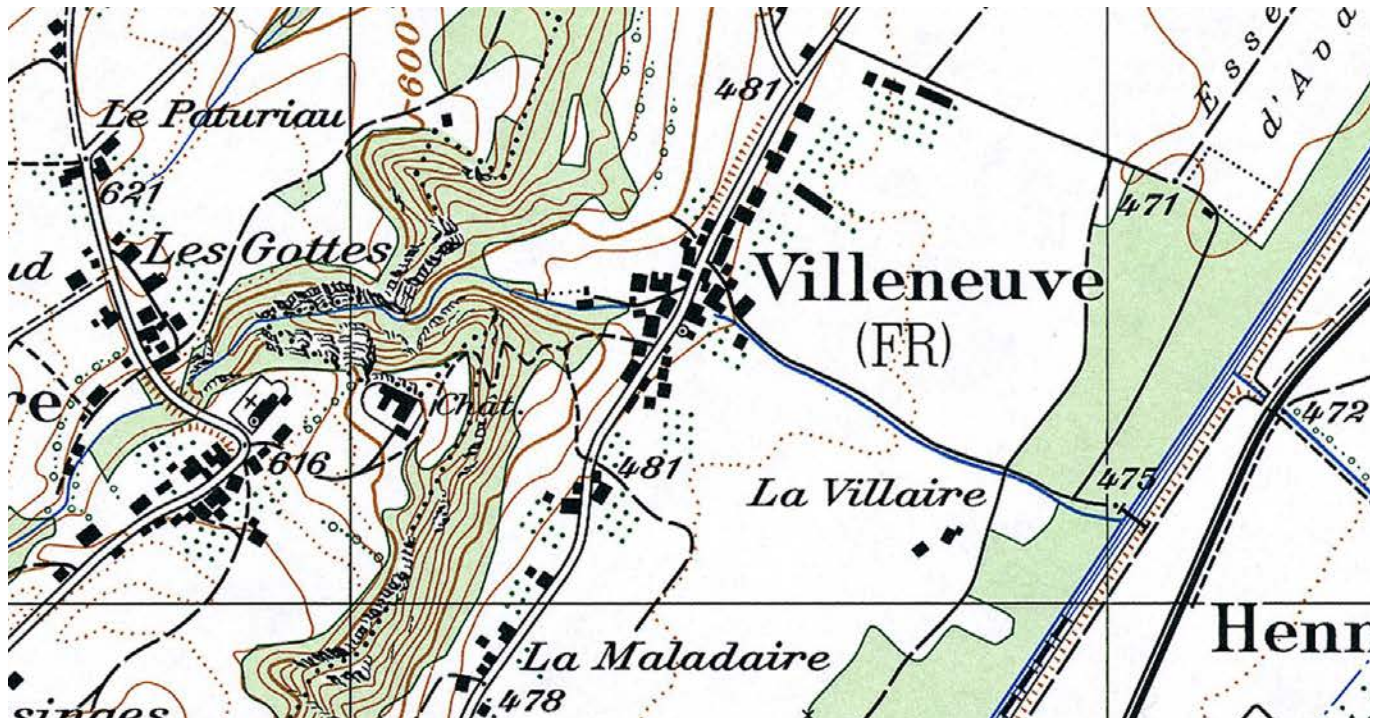 600
481
Esse
d'Ava
Le Paturiau
621
471
ud
Les Gottes
Villeneuve
(FR)
re
Chât.
472
616
481
475
La Villaire
Henn
La Maladaire
478
singes